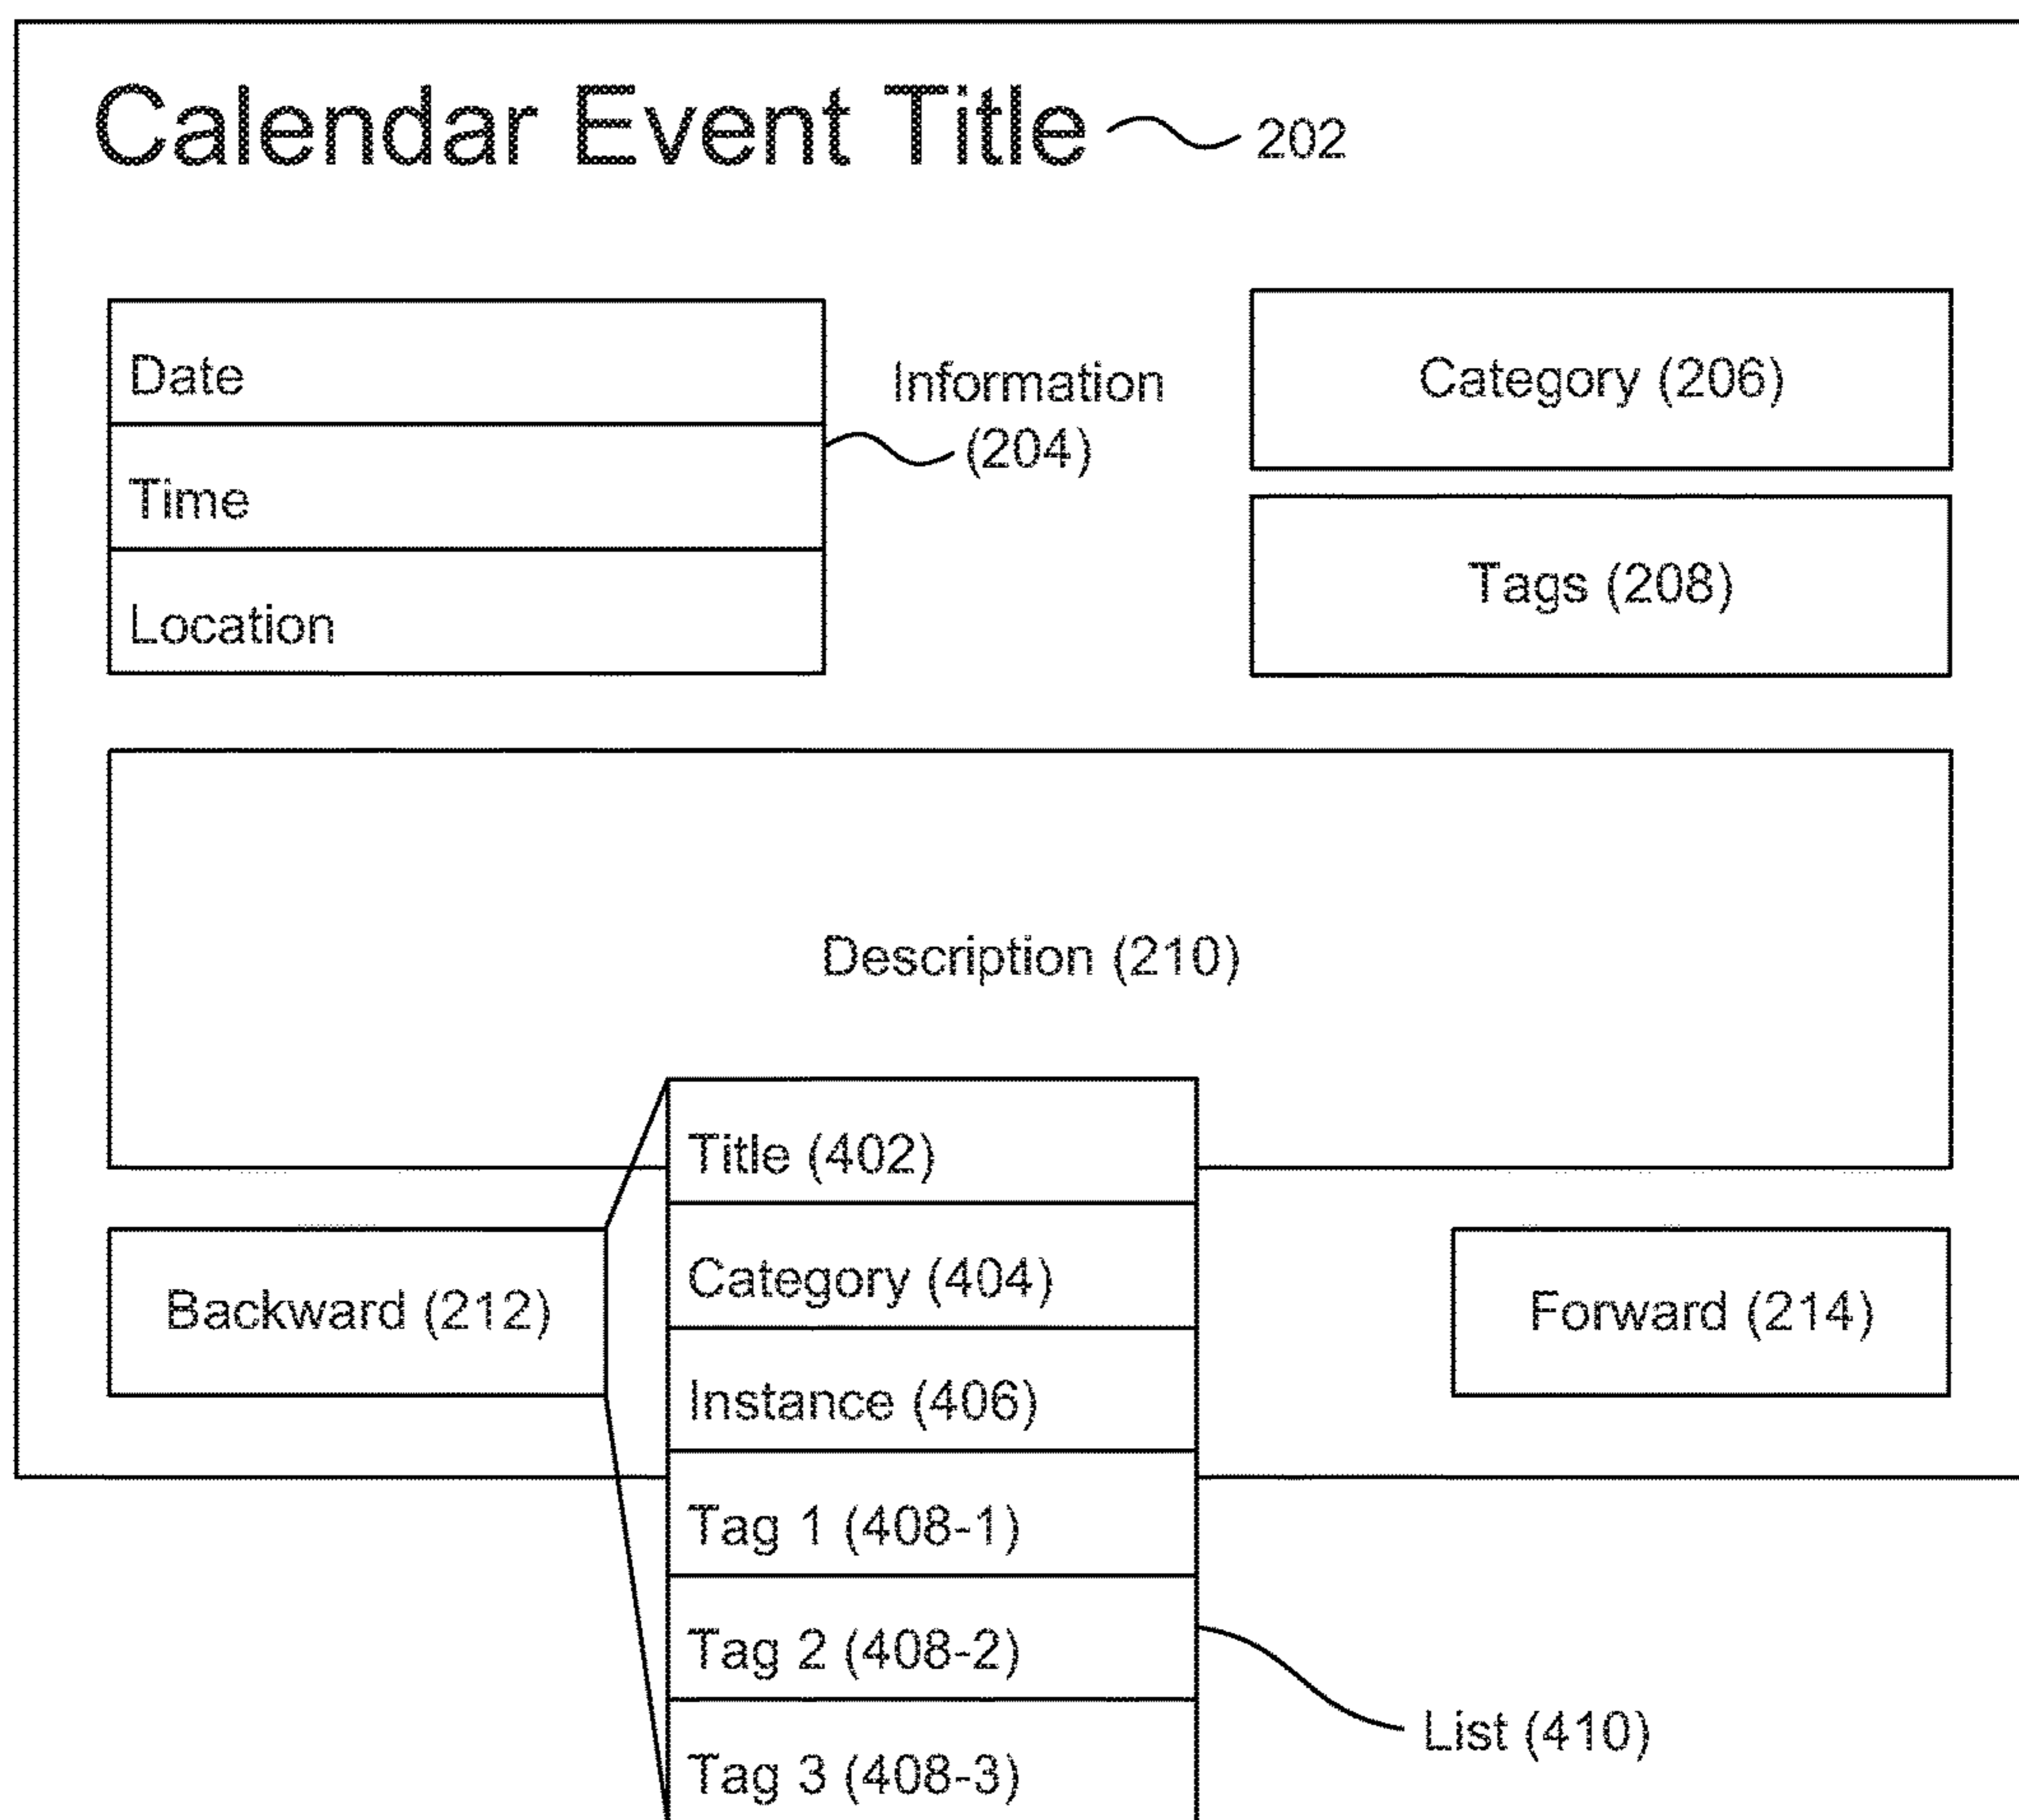 Calendar Event Title 202
Date
Information
(204)
Category (206)
Time
Tags (208)
Location
Description (210)
Title (402)
Category (404)
Backward (212)
Forward (214)
Instance (406)
Tag 1 (408-1)
Tag 2 (408-2)
List (410)
Tag 3 (408-3)